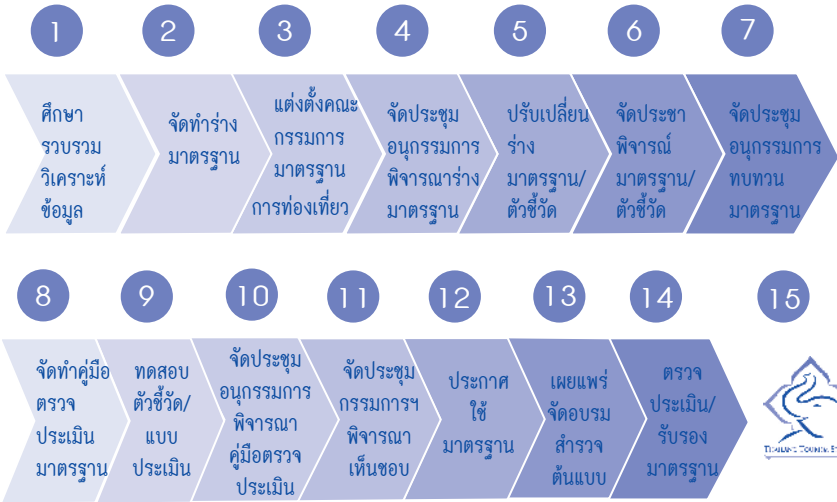 1
ศึกษา
รวบรวม
วิเคราะห์
ข้อมูล
2
จัดทำร่าง
มาตรฐาน
3
แต่งตั้งคณะ
กรรมการ
มาตรฐาน
การท่องเที่ยว
4
จัดประชุม
อนุกรรมการ
พิจารณาร่าง
มาตรฐาน
5
ปรับเปลี่ยน
ร่าง
มาตรฐาน/
ตัวชี้วัด
6
จัดประชา
พิจารณ์
มาตรฐาน/
ตัวชี้วัด
7
จัดประชุม
อนุกรรมการ
ทบทวน
มาตรฐาน
8
จัดทำคู่มือ
ตรวจ
ประเมิน
มาตรฐาน
9
ทดสอบ
ตัวชี้วัด/
แบบ
ประเมิน
10
จัดประชุม
อนุกรรมการ
พิจารณา
คู่มือตรวจ
ประเมิน
11
จัดประชุม
กรรมการฯ
พิจารณา
เห็นชอบ
12
ประกาศ
ใช้
มาตรฐาน
13
เผยแพร่
จัดอบรม
สำรวจ
ต้นแบบ
14
ตรวจ
ประเมิน/
รับรอง
มาตรฐาน
15
THAILAND TOURISM